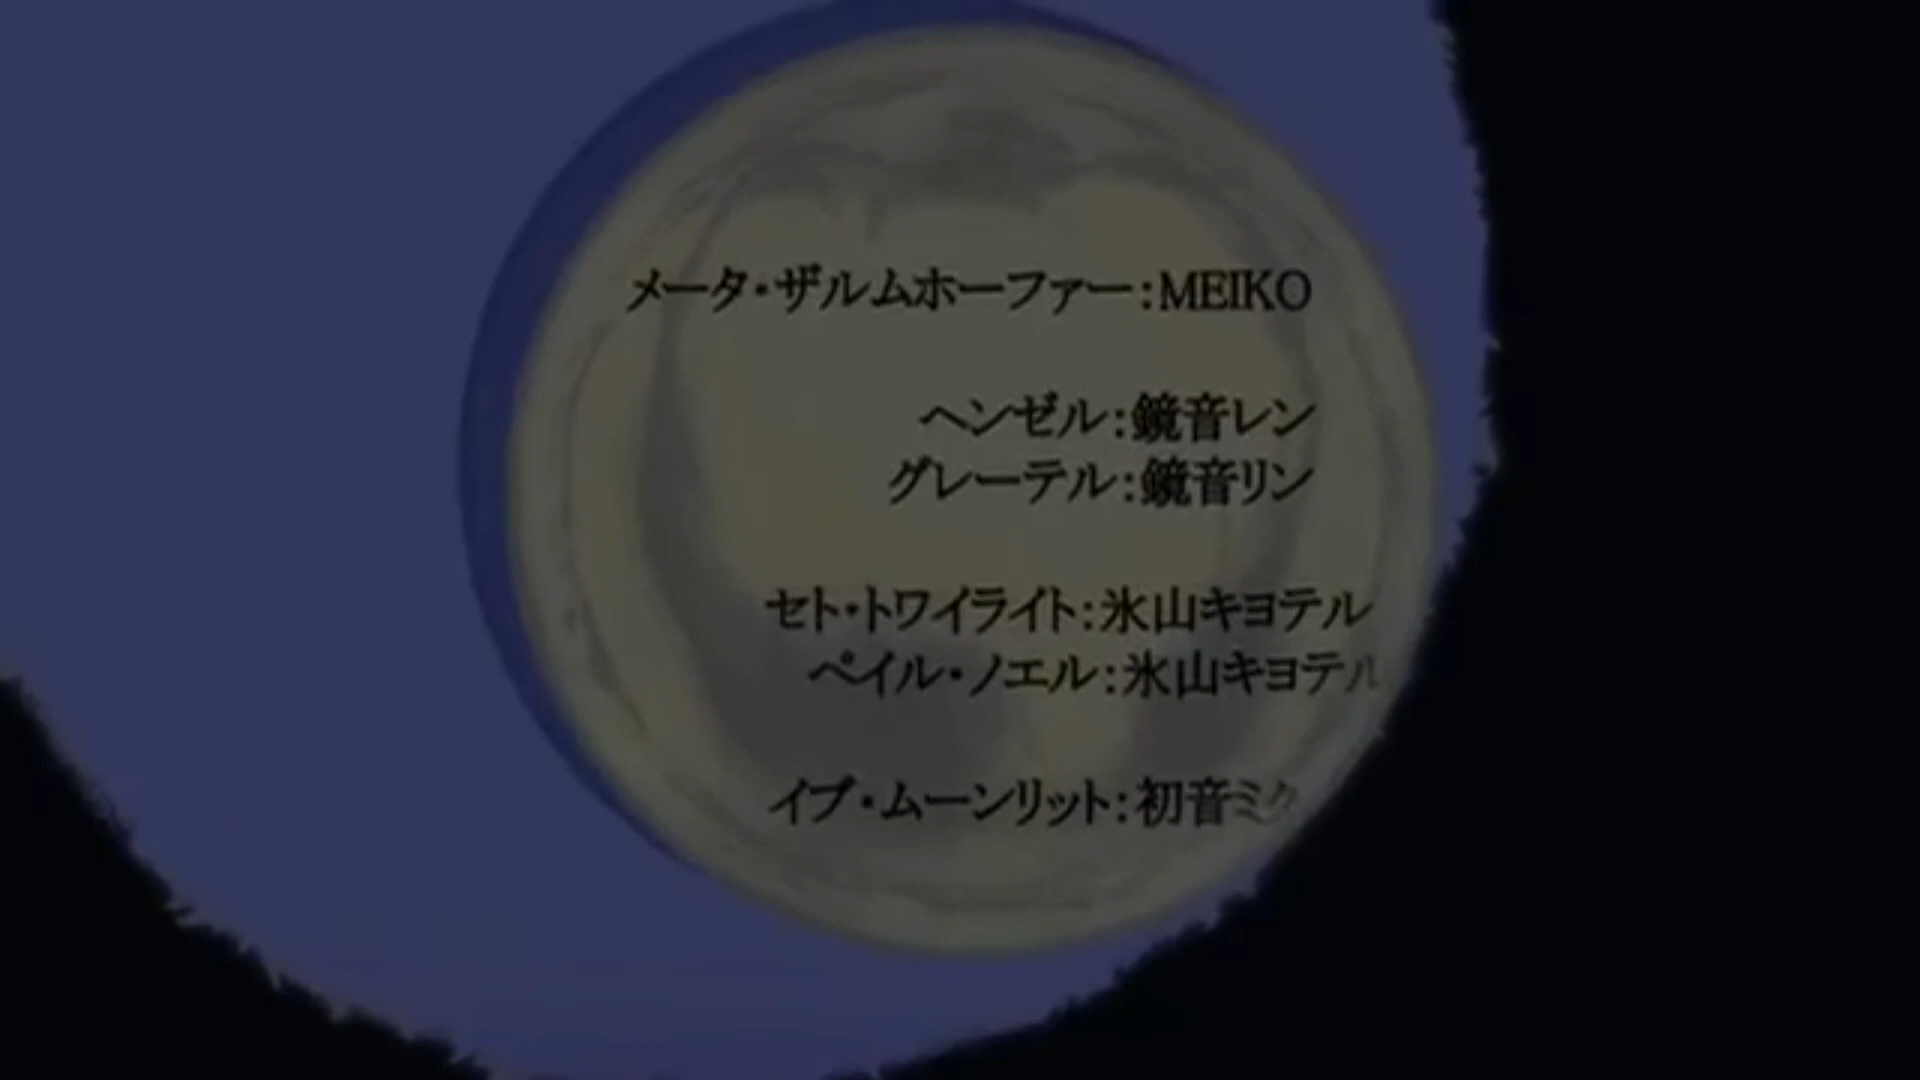 メータ・ザルムホーファー：MEIKO
ヘンゼル：鏡音レン
グレーテル：鏡音リン
セト・トワイライト：氷山キヨテル
ペイル・ノエル：氷山キヨテル
イブ・ムーンリット：初音ミク